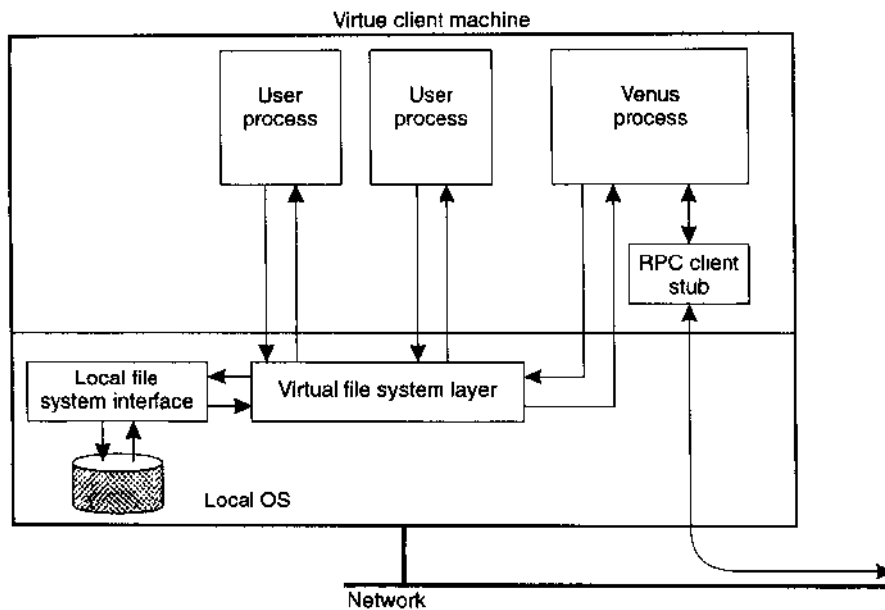 Virtue client machine
User
process
User
process
Venus
process
RPC client
stub
Local file
system interface
Virtual file system layer
Local OS
Network